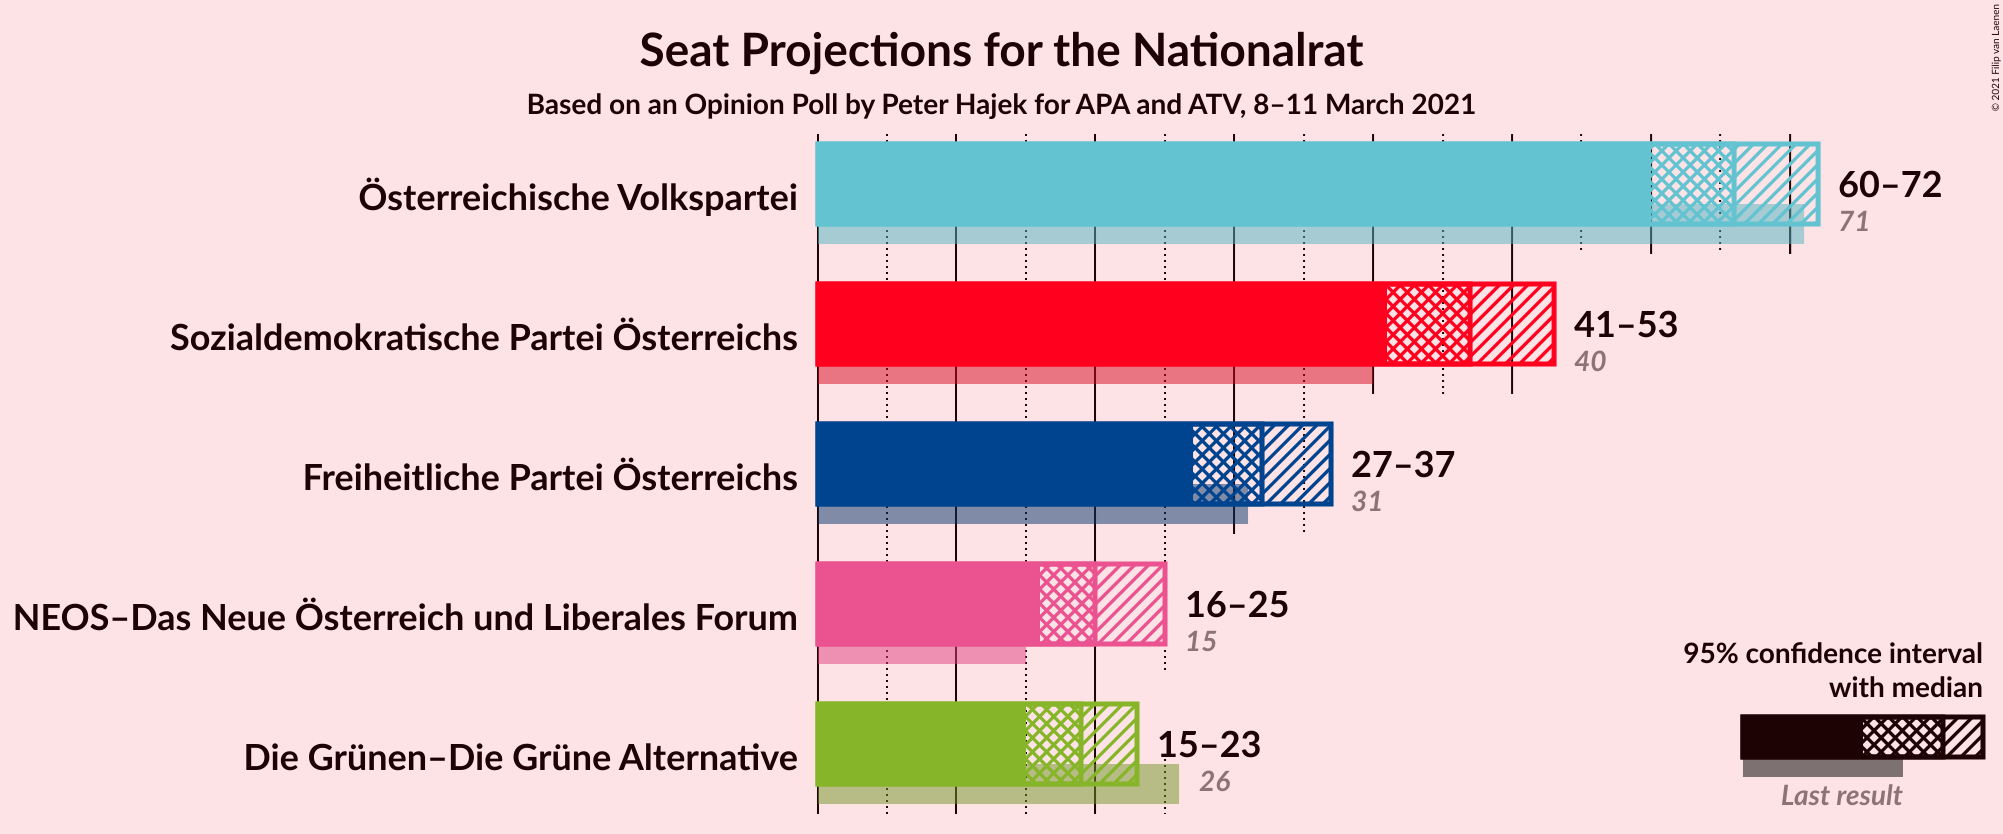 Seat Projections for the Nationalrat
Based on an Opinion Poll by Peter Hajek for APA and ATV, 8–11 March 2021
© 2021 Filip van Laenen
Österreichische Volkspartei
60–72
71
Sozialdemokratische Partei Österreichs
41–53
40
Freiheitliche Partei Österreichs
27–37
31
NEOS–Das Neue Österreich und Liberales Forum
16–25
15
Die Grünen–Die Grüne Alternative
15–23
26
95% confidence interval
with median
Last result